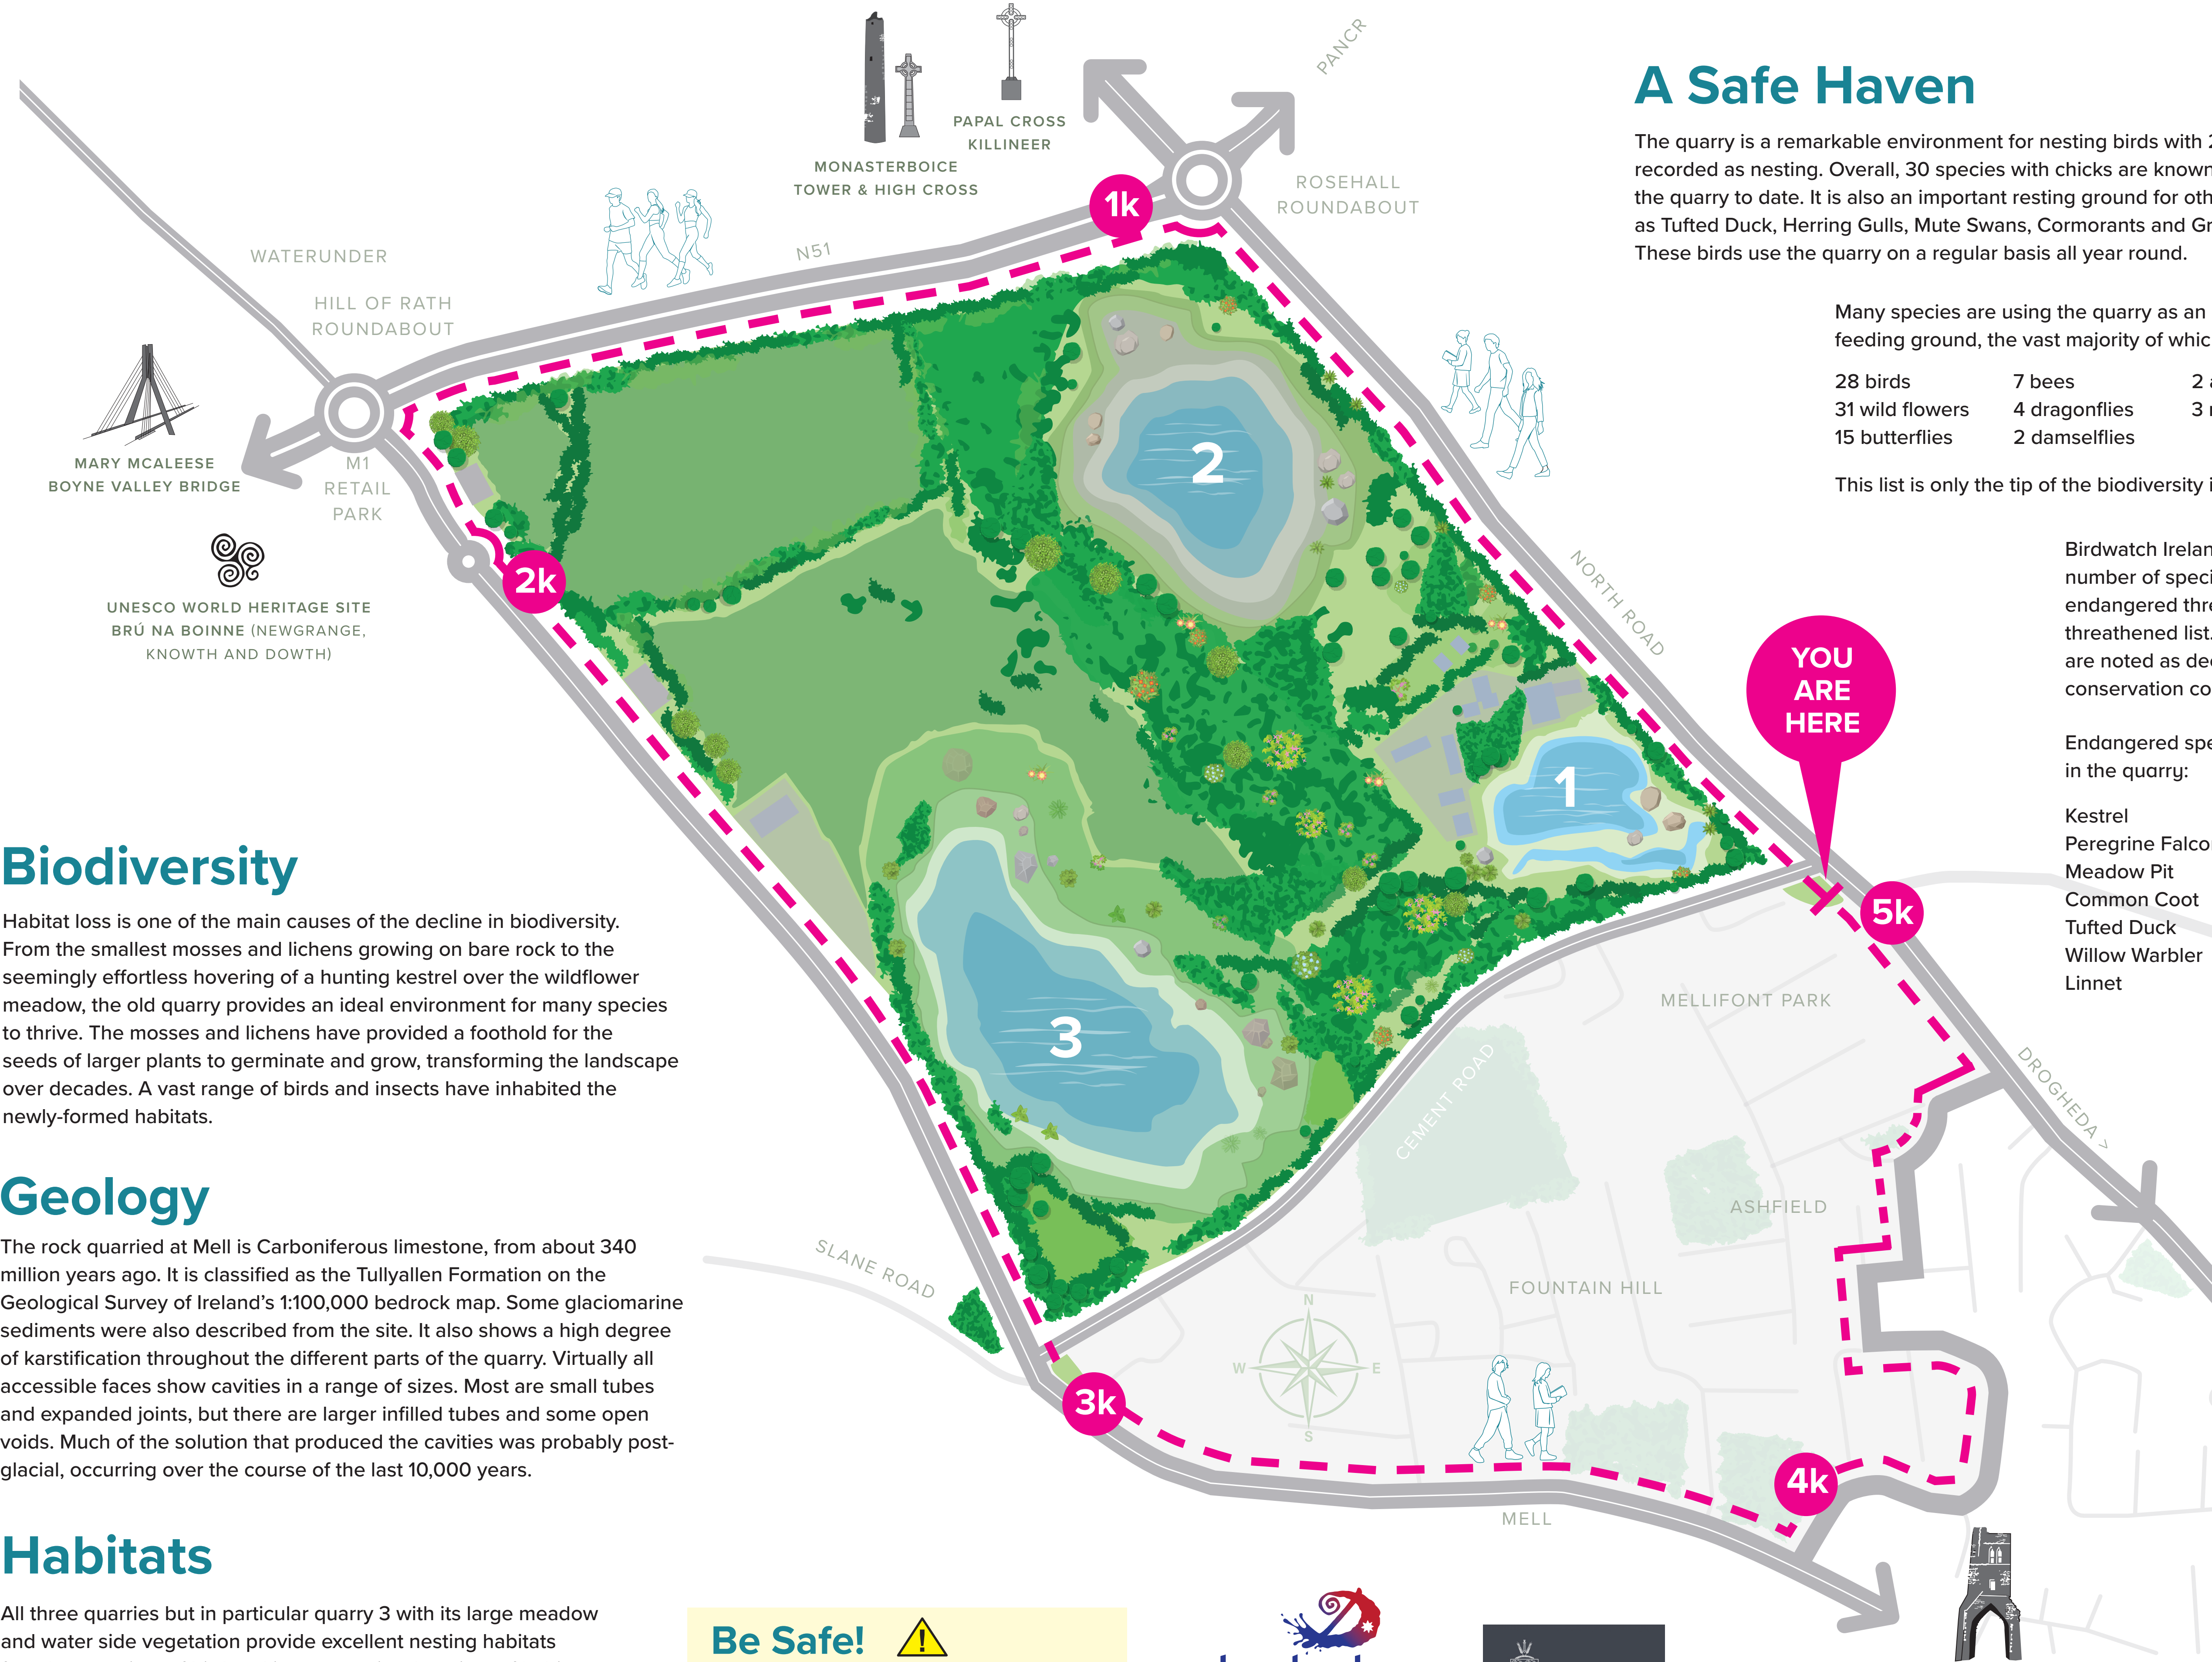 PAPAL CROSS
KILLINEER
MONASTERBOICE
TOWER & HIGH CROSS
1k
ROSEHALL
ROUNDABOUT
N51
WATERUNDER
HILL OF RATH
ROUNDABOUT
MARY MCALEESE
BOYNE VALLEY BRIDGE
M1
RETAIL
PARK
UNESCO WORLD HERITAGE SITE
BRÚ NA BOINNE (NEWGRANGE,
KNOWTH AND DOWTH)
2k
2
NORTH ROAD
YOU
ARE
HERE
1
3
5k
MELLIFONT PARK
CEMENT ROAD
DROGHEDA >
ASHFIELD
FOUNTAIN HILL
SLANE ROAD
N
W
E
S
3k
4k
MELL
A Safe Haven
The quarry is a remarkable environment for nesting birds with
recorded as nesting. Overall, 30 species with chicks are known
the quarry to date. It is also an important resting ground for
as Tufted Duck, Herring Gulls, Mute Swans, Cormorants and
These birds use the quarry on a regular basis all year round.
Many species are using the quarry as an
feeding ground, the vast majority of
28 birds 7 bees 2
31 wild flowers 4 dragonflies 3
15 butterflies 2 damselflies
This list is only the tip of the biodiversity
Birdwatch
number of
endangered
threathened list.
are noted as
conservation
Endangered
in the quarry:
Kestrel
Peregrine
Meadow Pit
Common Coot
Tufted Duck
Willow Warbler
Linnet
Biodiversity
Habitat loss is one of the main causes of the decline in biodiversity.
From the smallest mosses and lichens growing on bare rock to the
seemingly effortless hovering of a hunting kestrel over the wildflower
meadow, the old quarry provides an ideal environment for many species
to thrive. The mosses and lichens have provided a foothold for the
seeds of larger plants to germinate and grow, transforming the landscape
over decades. A vast range of birds and insects have inhabited the
newly-formed habitats.
Geology
The rock quarried at Mell is Carboniferous limestone, from about 340
million years ago. It is classified as the Tullyallen Formation on the
Geological Survey of Ireland's 1:100,000 bedrock map. Some glaciomarine
sediments were also described from the site. It also shows a high degree
of karstification throughout the different parts of the quarry. Virtually all
accessible faces show cavities in a range of sizes. Most are small tubes
and expanded joints, but there are larger infilled tubes and some open
voids. Much of the solution that produced the cavities was probably post-
glacial, occurring over the course of the last 10,000 years.
Habitats
All three quarries but in particular quarry 3 with its large meadow
and water side vegetation provide excellent nesting habitats
Be Safe!